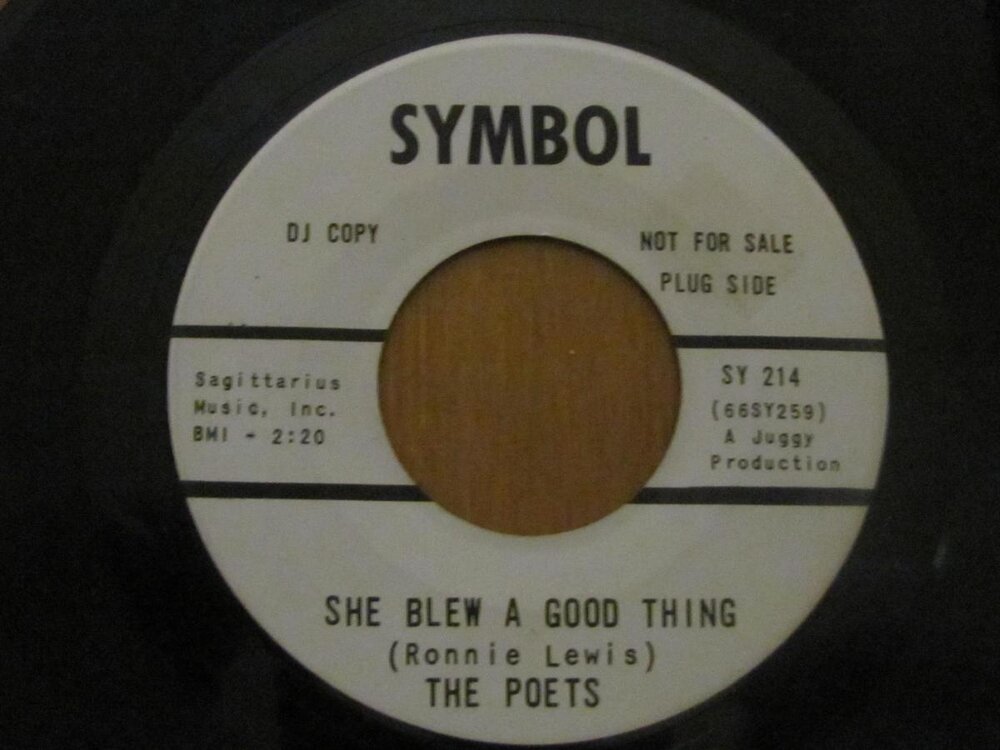 SYMBOL
DJ COPY
NOT FOR SALE
PLUG SIDE
Sagittarius
Music, Inc.
BMI - 2:20
SY 214
(66SY259)
A Juggy
Production
SHE BLEW A GOOD THING
(Ronnie Lewis)
THE POETS